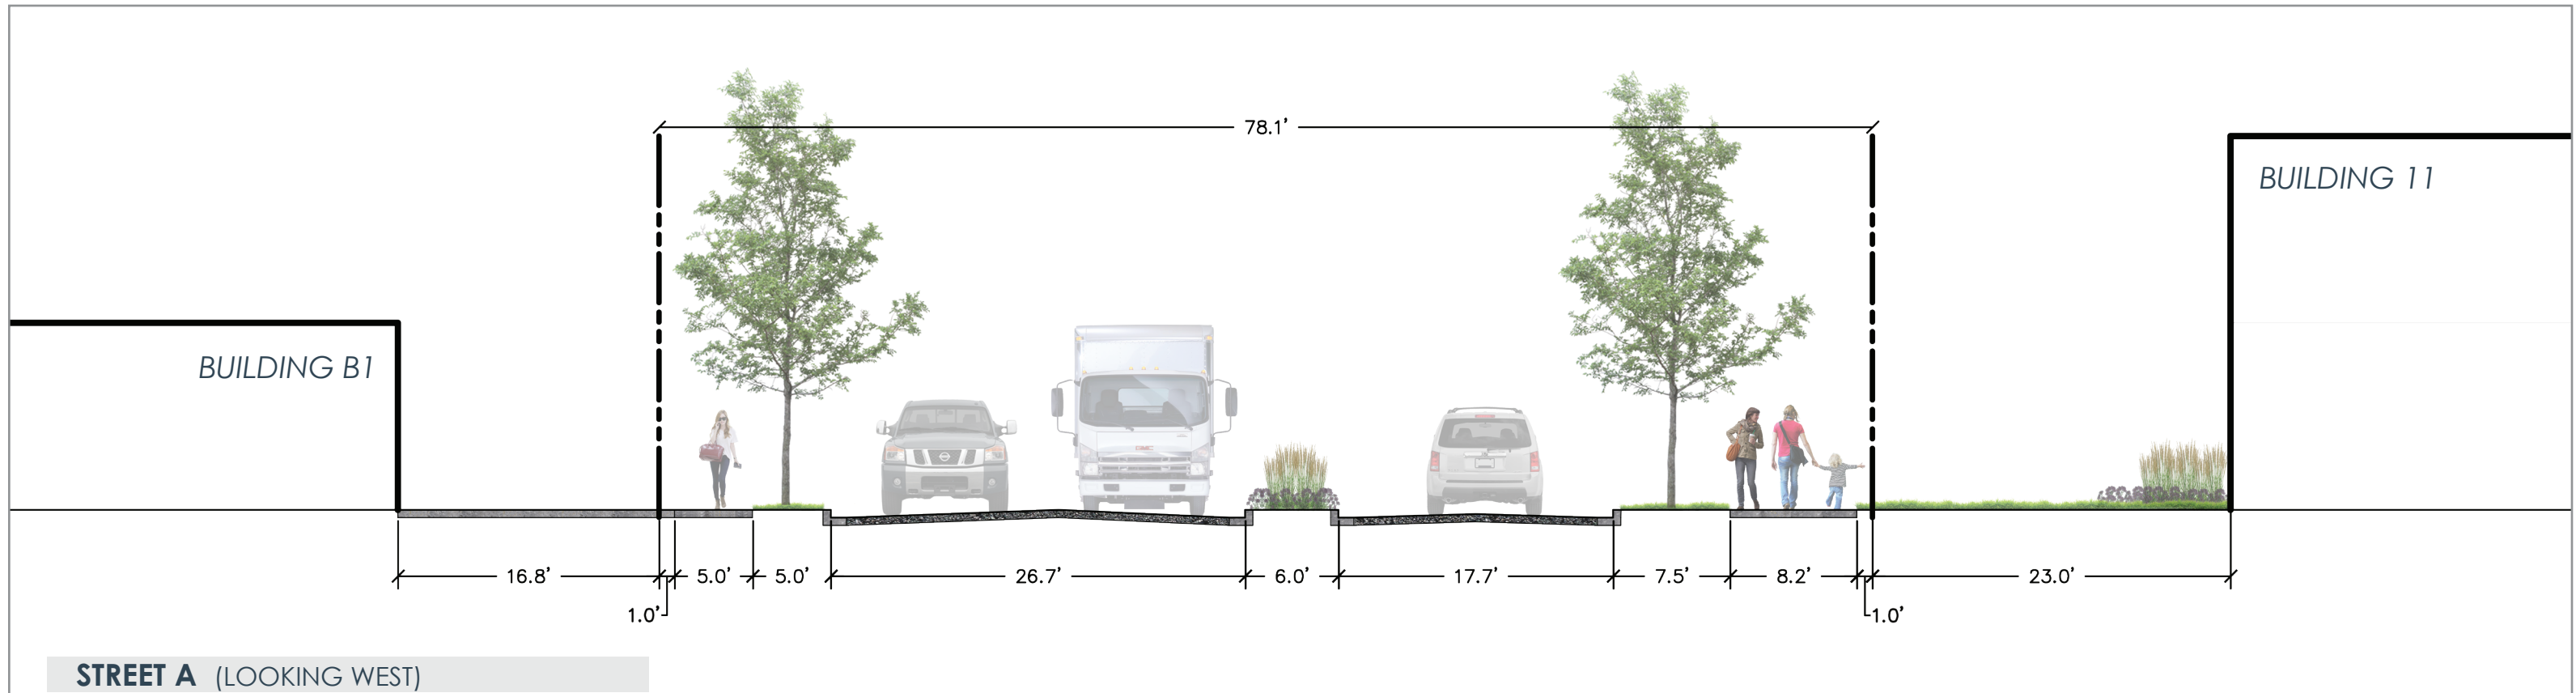 78.1’
BUILDING 11
BUILDING B1
16.8’ 5.0’ 5.0’ 26.7’ 6.0’ 17.7’ 7.5’ 8.2’ 23.0’
1.0’ 1.0’
STREET A (LOOKING WEST)